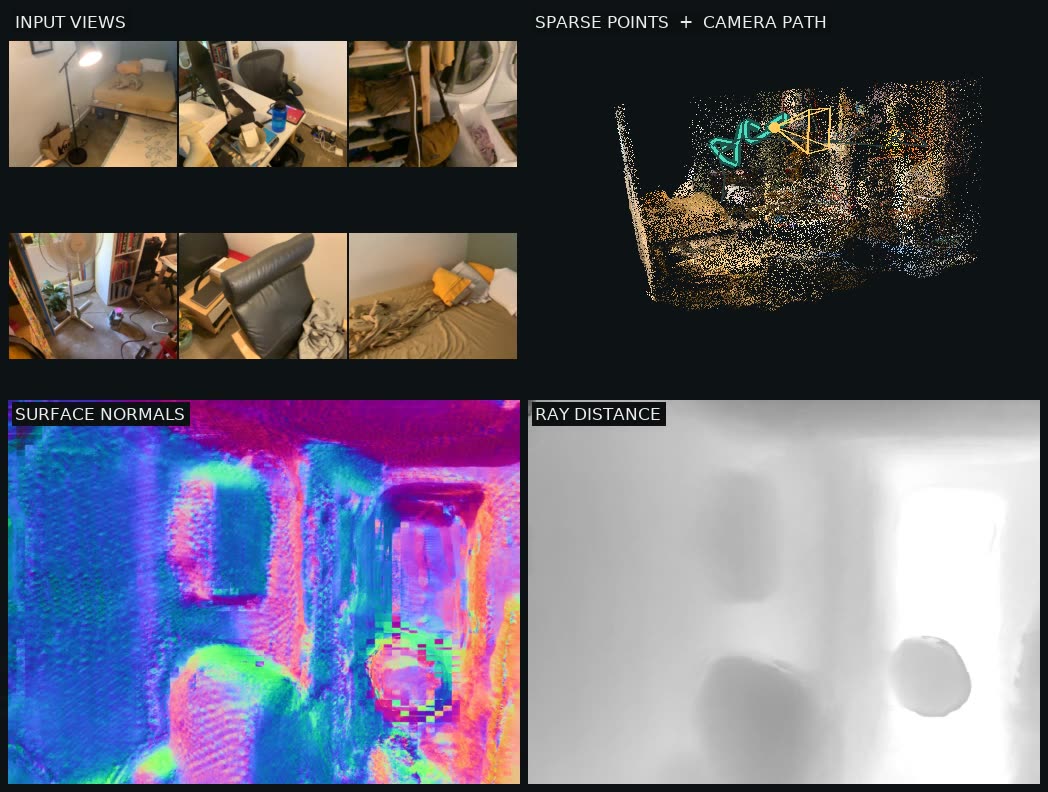 INPUT VIEWS
SPARSE POINTS + CAMERA PATH
SURFACE NORMALS
RAY DISTANCE